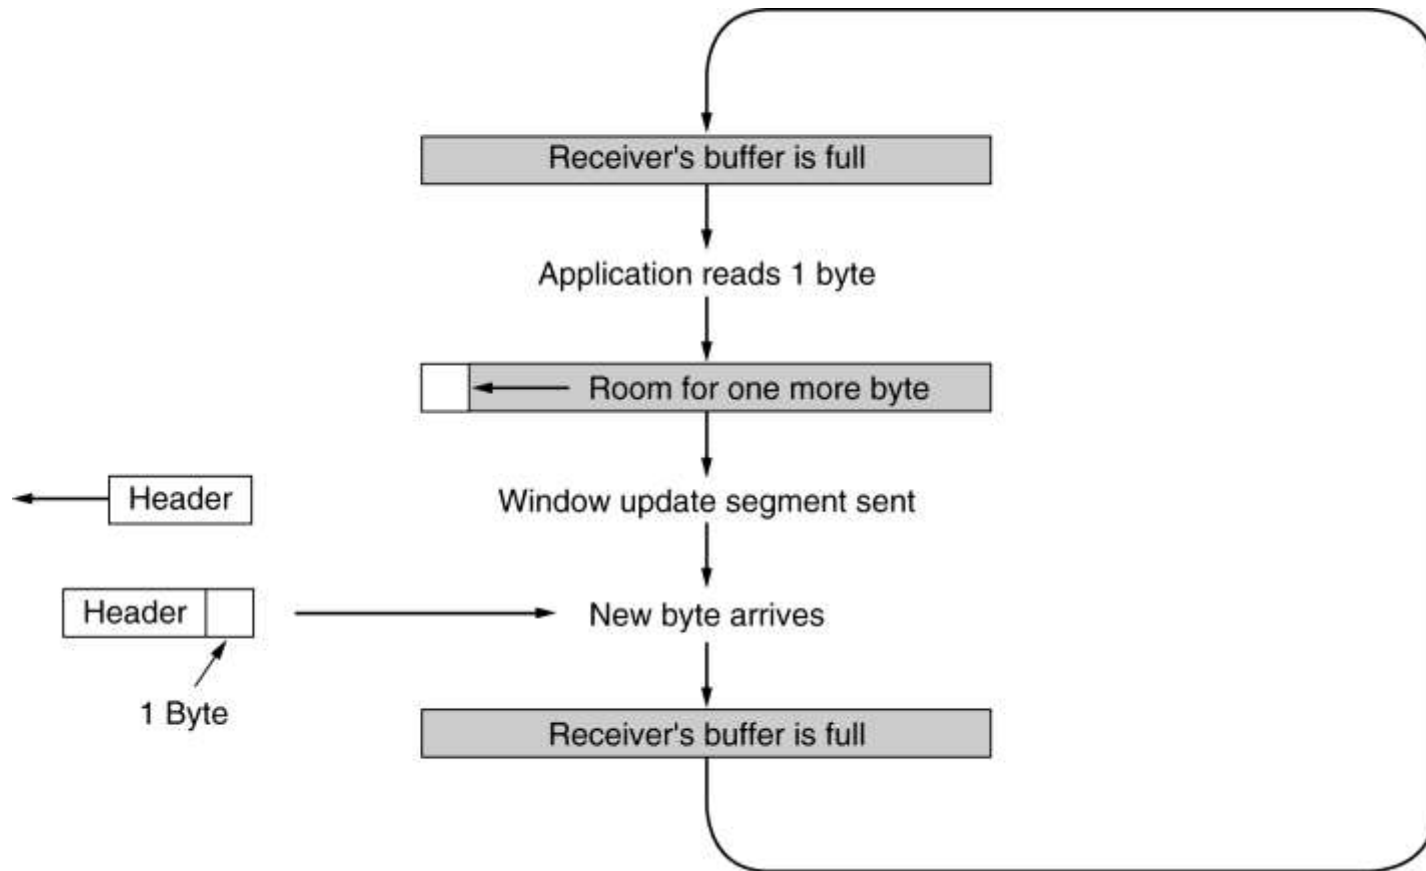 Receiver's buffer is full
Application reads 1 byte
Room for one more byte
Header
Window update segment sent
Header
New byte arrives
1 Byte
Receiver's buffer is full